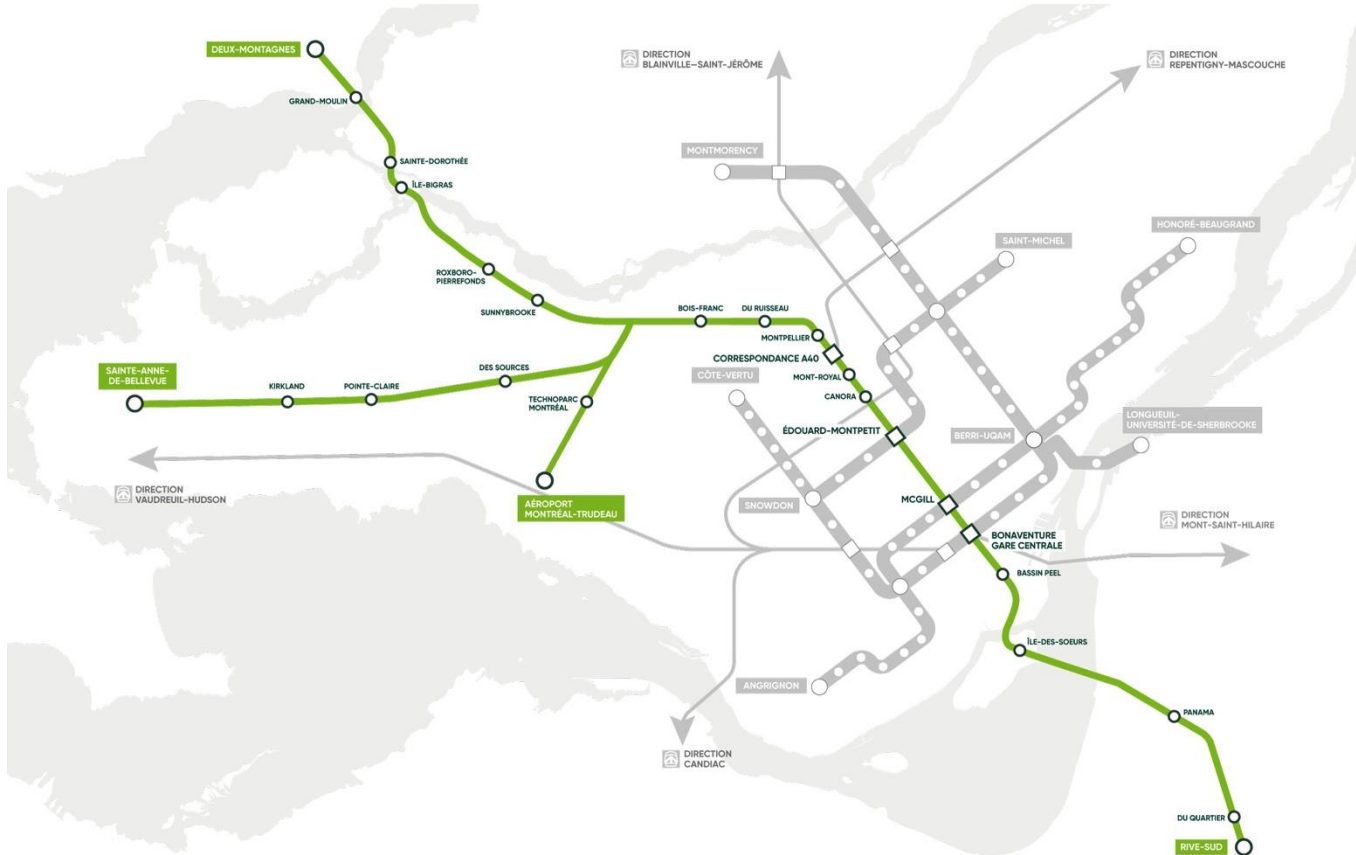 DEUX-MONTAGNES
DIRECTION
BLAINVILLE–SAINT-JÉRÔME
DIRECTION
REPENTIGNY-MASCOUCHE
GRAND-MOULIN
SAINTE-DOROTHÉE
ÎLE-BIGRAS
MONTMORENCY
HONORÉ-BEAUGRAND
SAINT-MICHEL
ROXBORO-
PIERREFONDS
SUNNYBROOKE
BOIS-FRANC
DU RUISSEAU
MONTPELLIER
CORRESPONDANCE A40
SAINTE-ANNE-
DE-BELLEVUE
KIRKLAND
POINTE-CLAIRE
DES SOURCES
TECHNOPARC
MONTRÉAL
CÔTE-VERTU
MONT-ROYAL
CANORA
ÉDOUARD-MONTPETIT
BERRI-UQAM
LONGUEUIL-
UNIVERSITÉ-DE-SHERBROOKE
DIRECTION
VAUDREUIL-HUDSON
AÉROPORT
MONTRÉAL-TRUDEAU
SNOWDON
MCGILL
BONAVENTURE
GARE CENTRALE
DIRECTION
MONT-SAINT-HILAIRE
BASSIN PEEL
ÎLE-DES-SOEURS
ANGRIGNON
PANAMA
DIRECTION
CANDIAC
DU QUARTIER
RIVE-SUD